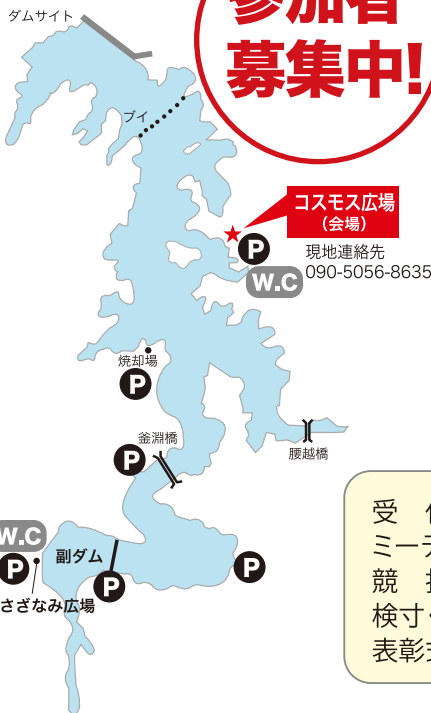 ダムサイト
参加者
募集中!
ブイ
コスモス広場
(会場)
P
W.C
現地連絡先
090-5056-8635
焼却場
P
釜淵橋
P
腰越橋
W.C
P
副ダム
P
P
さざなみ広場
受
ミーテ
競
検寸・
表彰